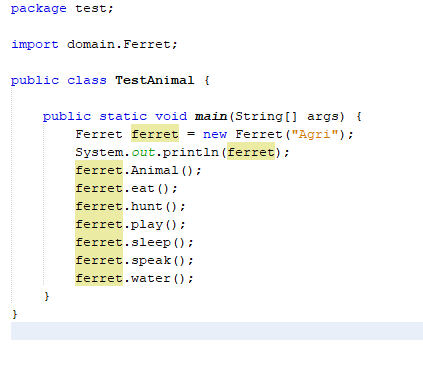 package test;
import domain.Ferret;
public class TestAnimal {
public static void main(String[] args) {
Ferret ferret = new Ferret("Agri");
System.out.println(ferret);
ferret.Animal();
ferret.eat();
ferret.hunt();
ferret.play();
ferret.sleep();
ferret.speak();
ferret.water();
}
}